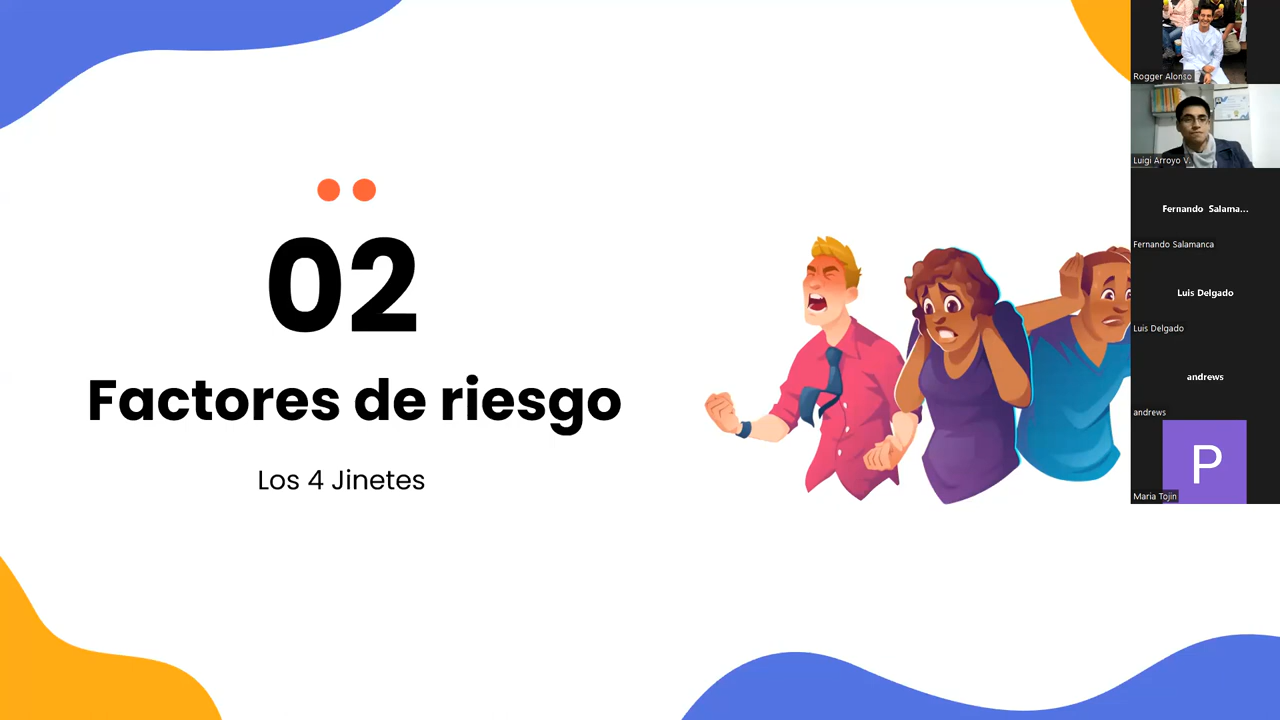 02
Factores de riesgo
Los 4 Jinetes
Rogger Alonso
Luigi Arroyo V.
Fernando Salama...
Fernando Salamanca
Luis Delgado
Luis Delgado
andrews
andrews
P
Maria Tojin